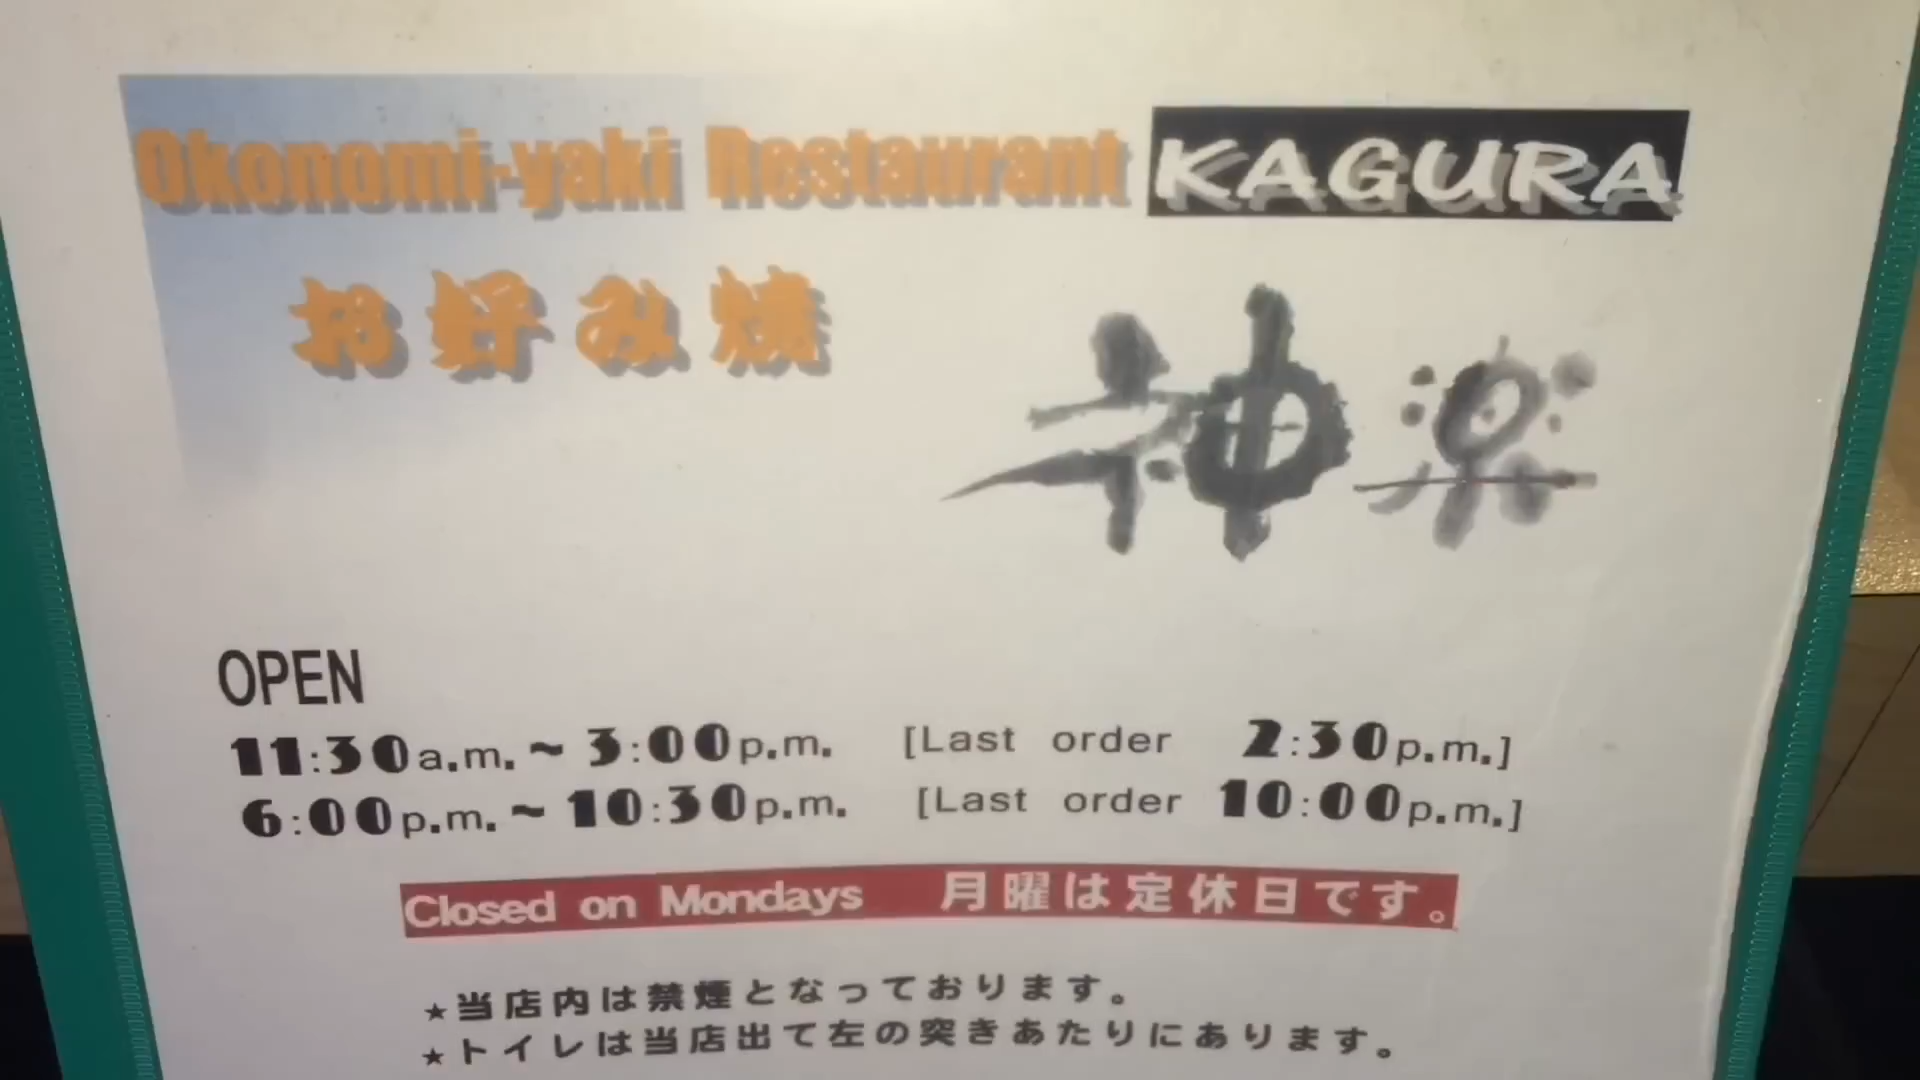 Okonomi-yaki Restaurant KAGURA
お好み焼
神楽
OPEN
11:30a.m.~3:00p.m. [Last order 2:30p.m.]
6:00p.m.~10:30p.m. [Last order 10:00p.m.]
Closed on Mondays 月曜は定休日です。
★当店内は禁煙となっております。
★トイレは当店出て左の突きあたりにあります。